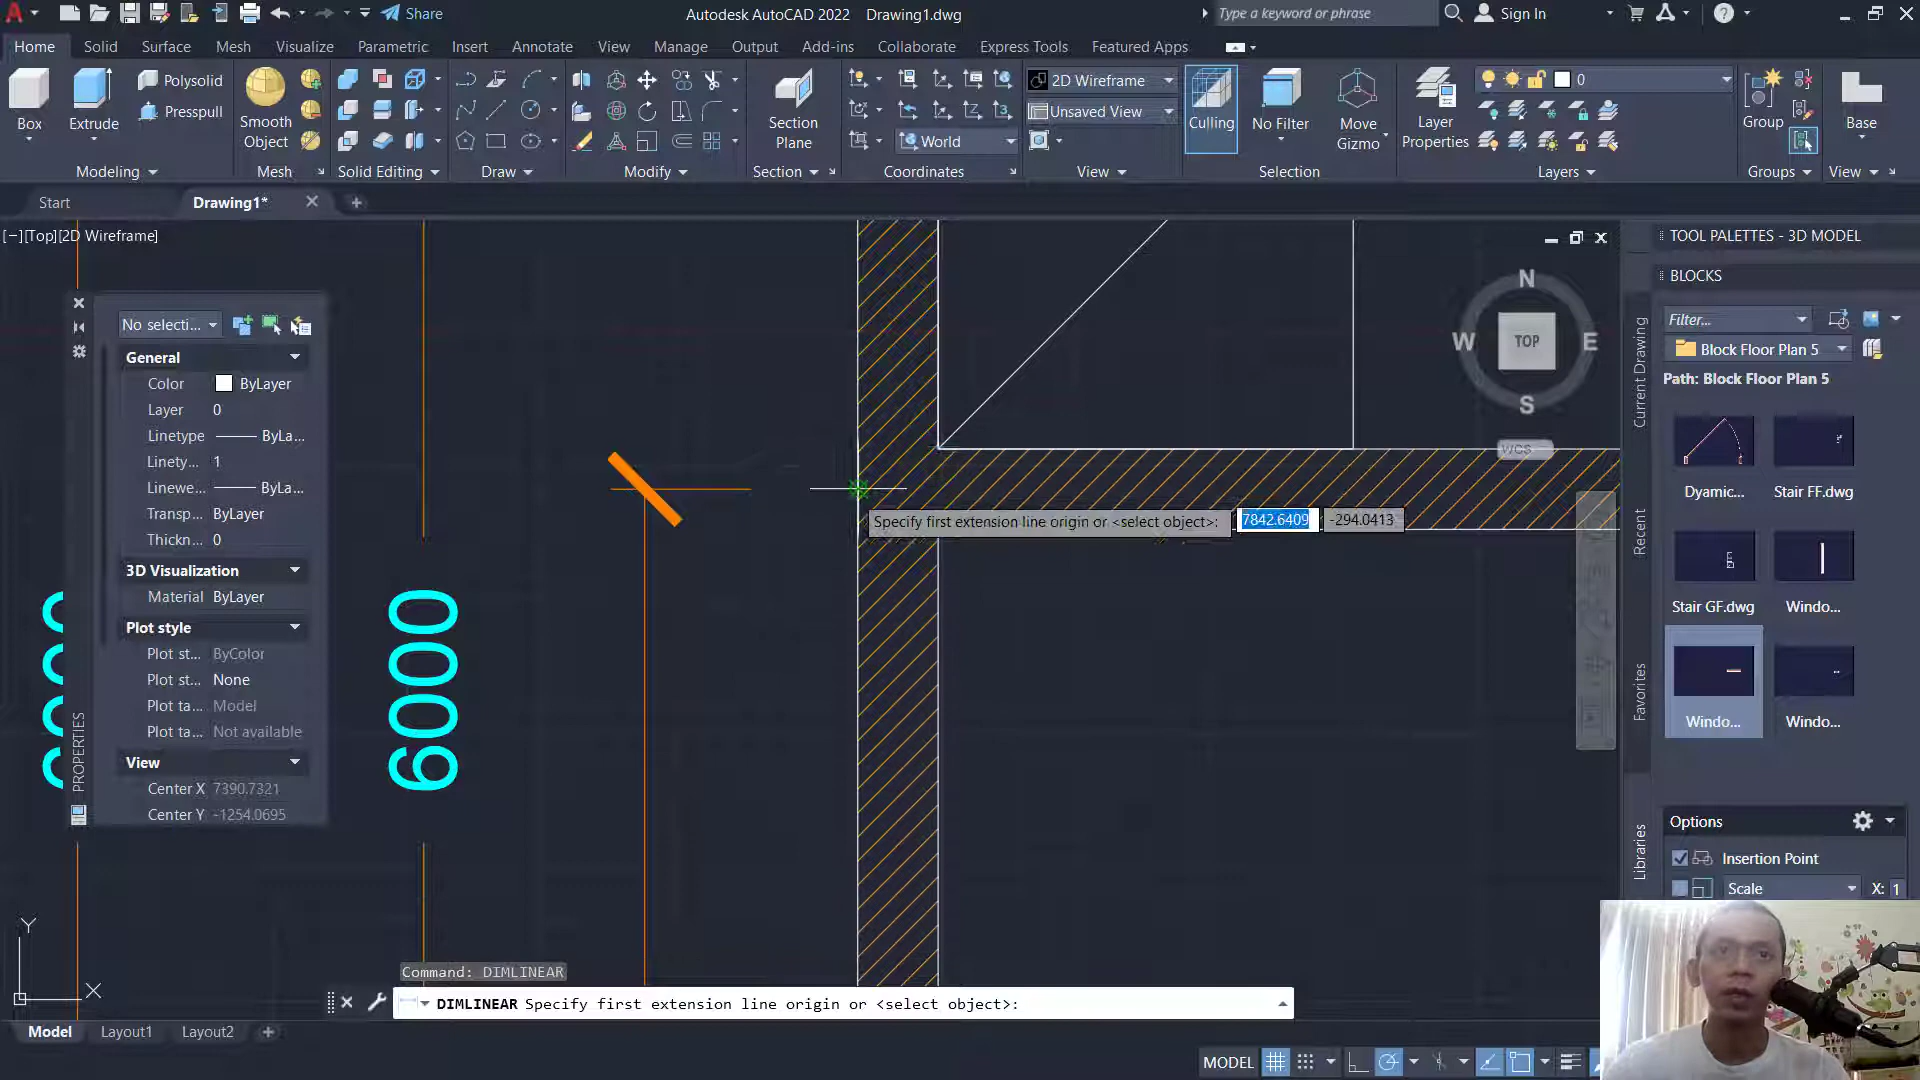 Share
Autodesk AutoCAD 2022 Drawing1.dwg
Type a keyword or phrase
Sign In
Home Solid Surface Mesh Visualize Parametric Insert Annotate View Manage Output Add-ins Collaborate Express Tools Featured Apps
Box
Extrude
Polysolid
Presspull
Smooth
Object
Section
Plane
2D Wireframe
Unsaved View
World
Culling
No Filter
Move
Gizmo
Layer
Properties
0
Group
Base
Modeling Mesh Solid Editing Draw Modify Section Coordinates View Selection Layers Groups View
Start Drawing1*
[−][Top][2D Wireframe]
TOOL PALETTES - 3D MODEL
BLOCKS
Filter...
Block Floor Plan 5
Path: Block Floor Plan 5
Dyamic...
Stair FF.dwg
Stair GF.dwg
Windo...
Windo...
Windo...
Current Drawing
Recent
Favorites
Libraries
Options
Insertion Point
Scale X: 1
N
W TOP E
S
WCS
No selecti...
General
Color ByLayer
Layer 0
Linetype ByLa...
Linety... 1
Linewe... ByLa...
Transp... ByLayer
Thickn... 0
3D Visualization
Material ByLayer
Plot style
Plot st... ByColor
Plot st... None
Plot ta... Model
Plot ta... Not available
View
Center X 7390.7321
Center Y -1254.0695
PROPERTIES
6000
Specify first extension line origin or <select object>: 7842.6409 -294.0413
Y
X
Command: DIMLINEAR
DIMLINEAR Specify first extension line origin or <select object>:
Model Layout1 Layout2
MODEL